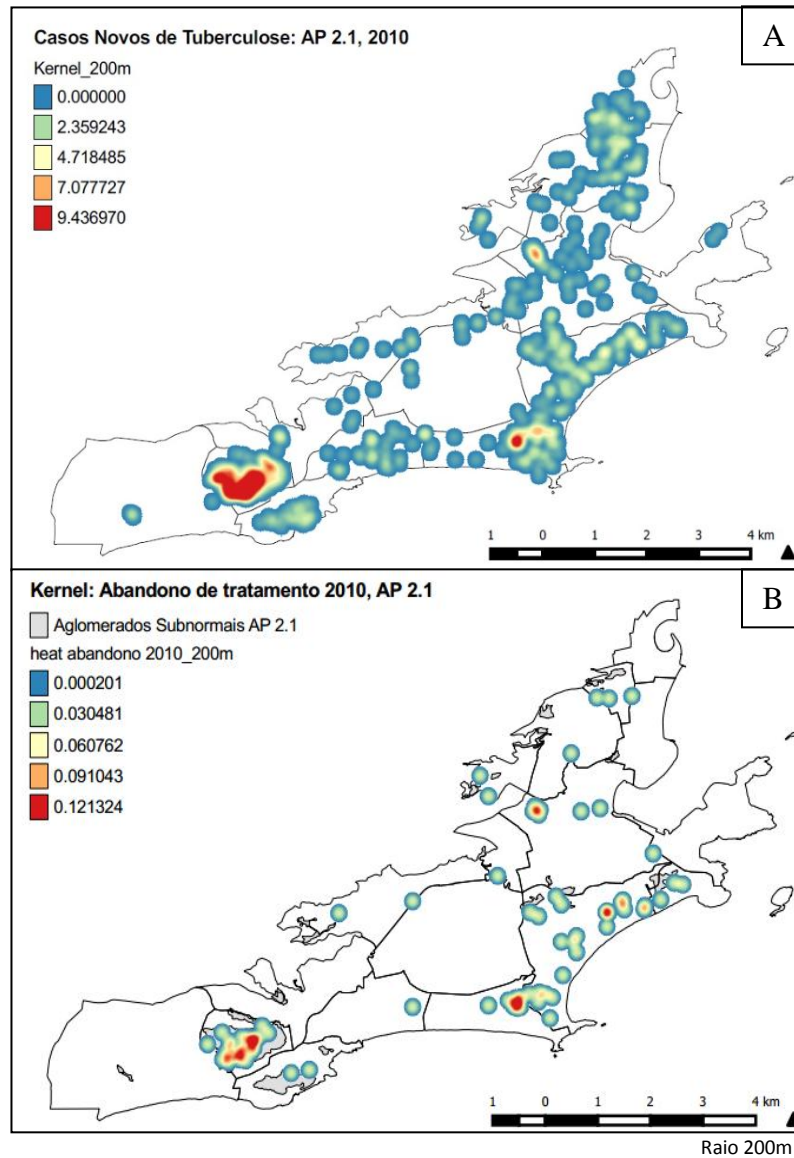 A
Casos Novos de Tuberculose: AP 2.1, 2010
Kernel_200m
0.000000
2.359243
4.718485
7.077727
9.436970
1 0 1 2 3 4 km
B
Kernel: Abandono de tratamento 2010, AP 2.1
Aglomerados Subnormais AP 2.1
heat abandono 2010_200m
0.000201
0.030481
0.060762
0.091043
0.121324
1 0 1 2 3 4 km
Raio 200m